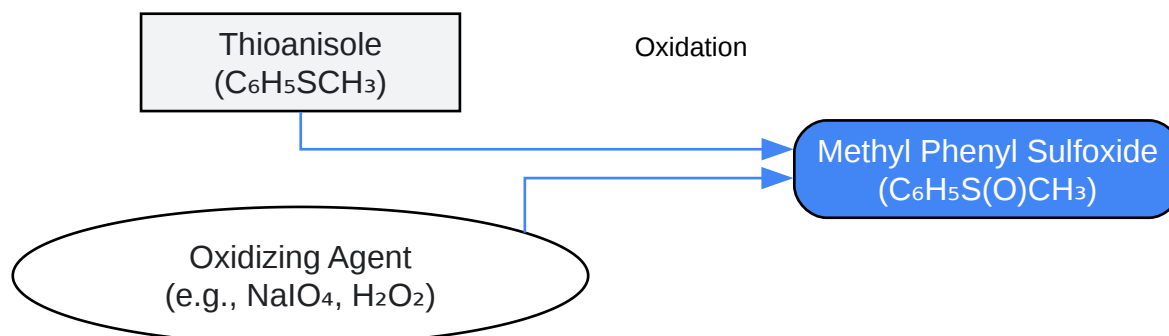 Thioanisole
(C₆H₅SCH₃)
Oxidation
Methyl Phenyl Sulfoxide
(C₆H₅S(O)CH₃)
Oxidizing Agent
(e.g., NaIO₄, H₂O₂)